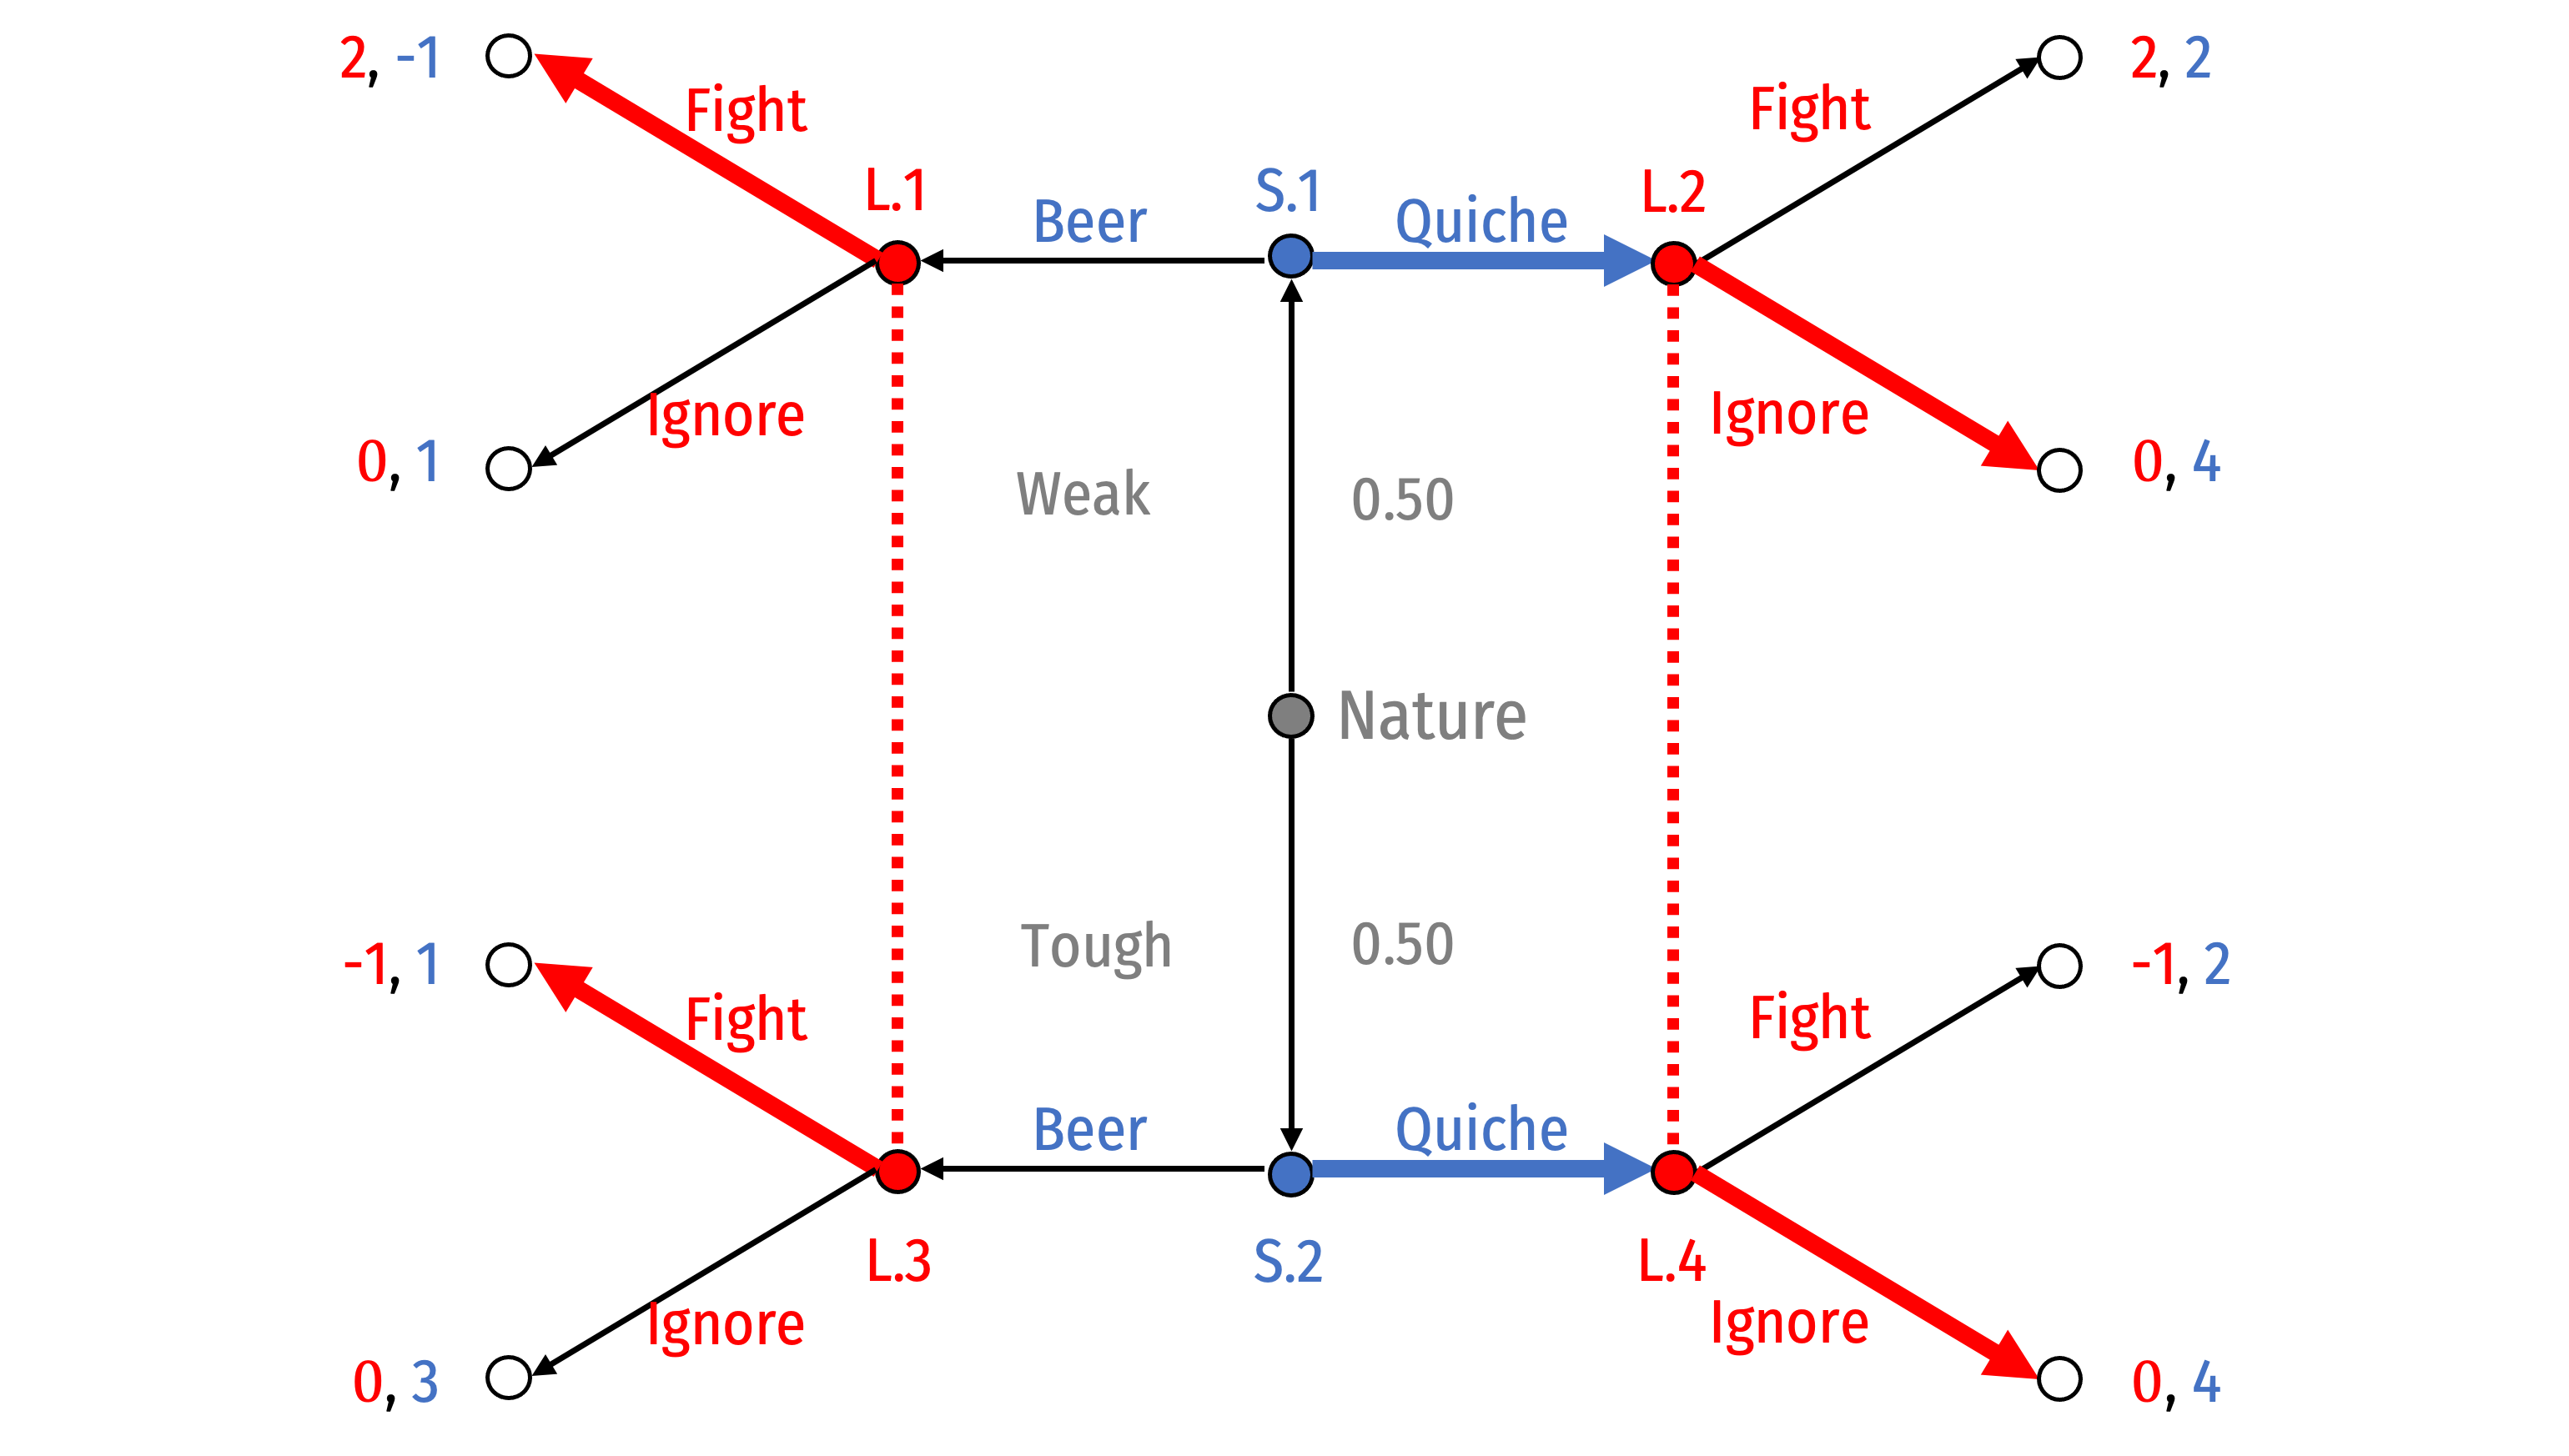 2, -1
Fight
L.1
Beer
S.1
Quiche
L.2
Fight
2, 2
0, 1
Ignore
Weak
0.50
Ignore
0, 4
Nature
-1, 1
Fight
Tough
0.50
Fight
-1, 2
Beer
Quiche
L.3
S.2
L.4
0, 3
Ignore
Ignore
0, 4